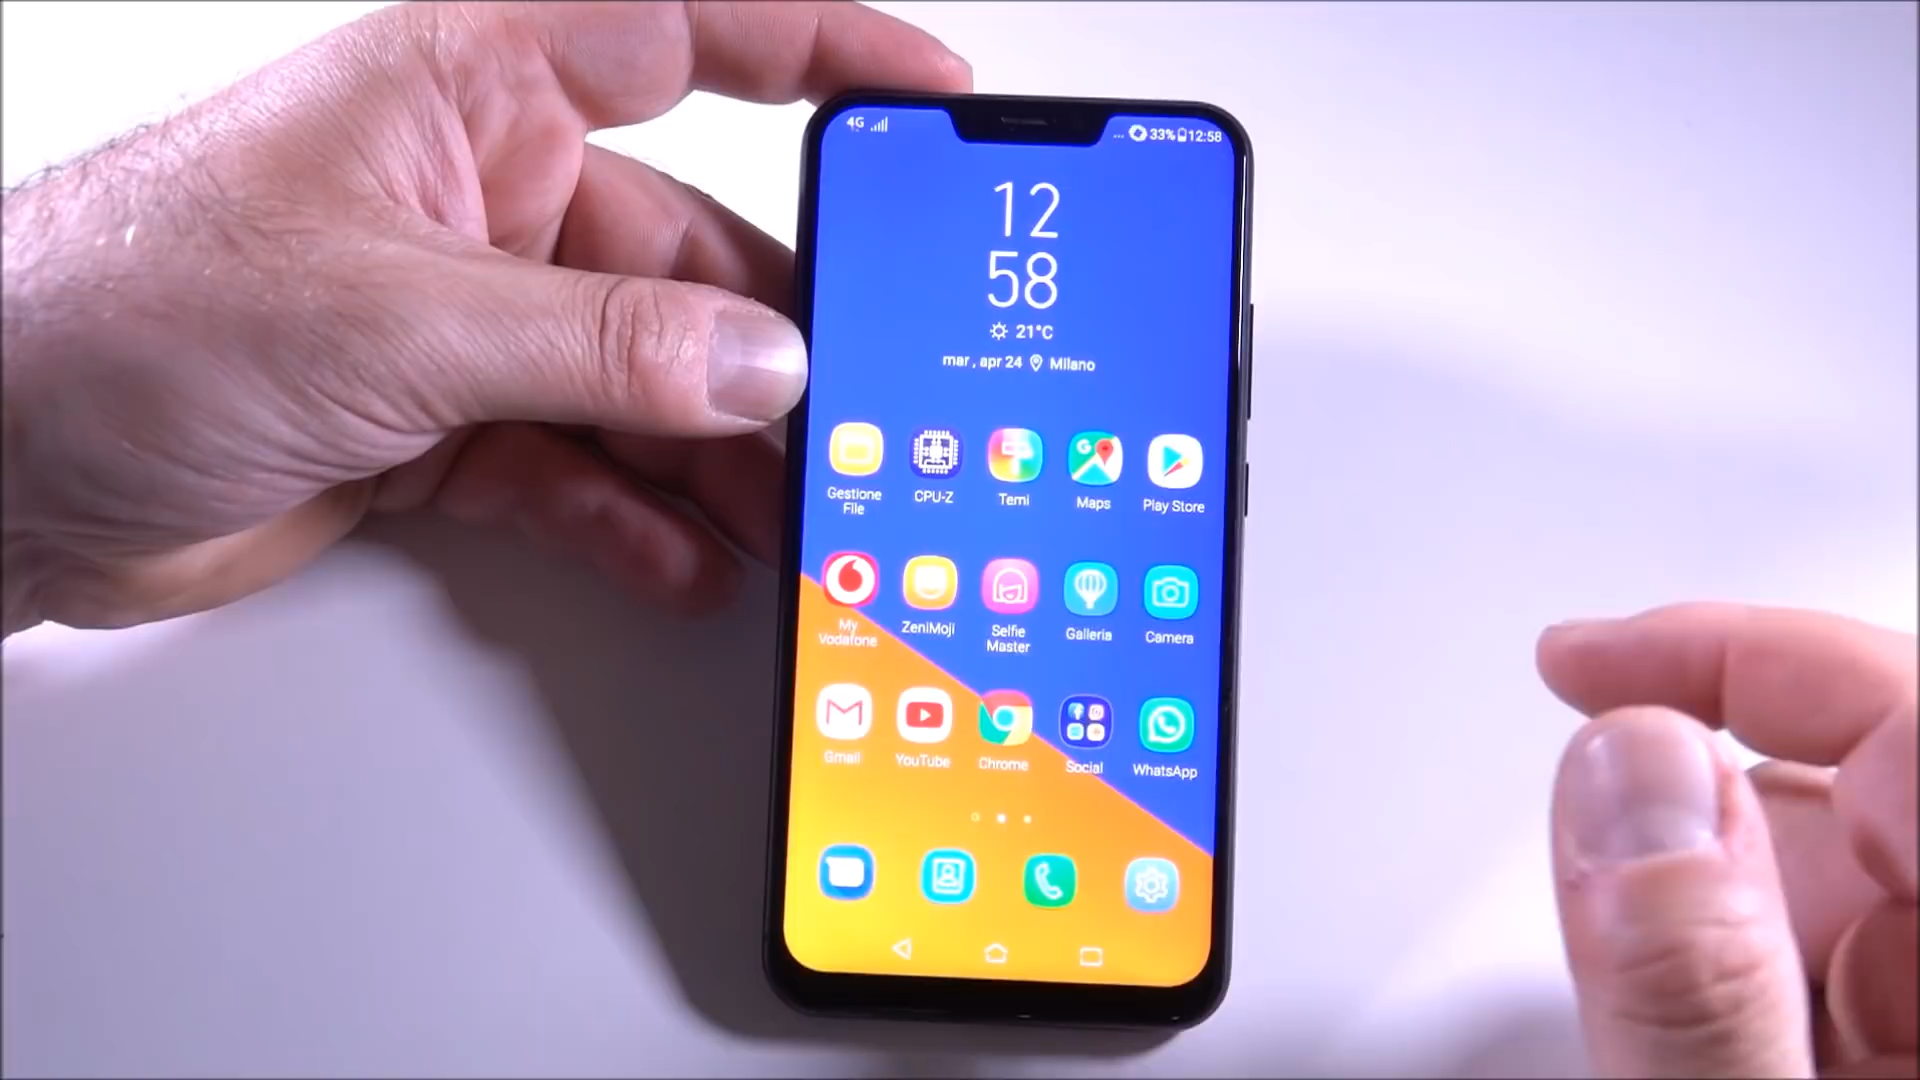 4G
... 33% 12:58
12
58
21°C
mar , apr 24 Milano
Gestione
File
CPU-Z
Temi
Maps
Play Store
My
Vodafone
ZeniMoji
Selfie
Master
Galleria
Camera
Gmail
YouTube
Chrome
Social
WhatsApp